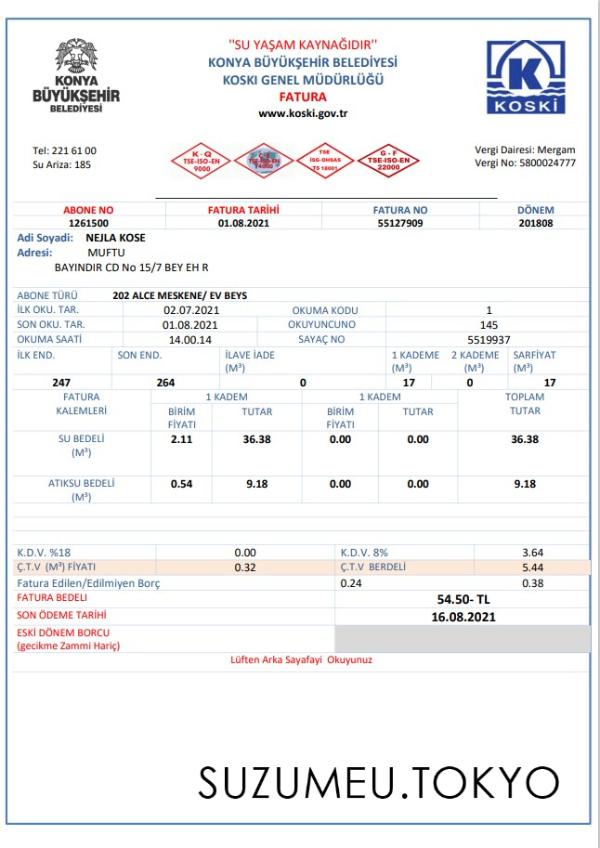 "SU YAŞAM KAYNAĞIDIR"
KONYA BÜYÜKŞEHİR BELEDİYESİ
KOSKI GENEL MÜDÜRLÜĞÜ
FATURA
www.koski.gov.tr
KONYA
BÜYÜKŞEHİR
BELEDİYESİ
KOSKİ
Tel: 221 61 00
Su Ariza: 185
K - Q
TSE-ISO-EN
9000
TSE-ISO-EN
14000
TSE
ISG-OHSAS
TS 18001
G - F
TSE-ISO-EN
22000
Vergi Dairesi: Mergam
Vergi No: 5800024777
ABONE NO FATURA TARİHİ FATURA NO DÖNEM
1261500 01.08.2021 55127909 201808
Adi Soyadi: NEJLA KOSE
Adresi: MUFTU
BAYINDIR CD No 15/7 BEY EH R
ABONE TÜRÜ 202 ALCE MESKENE/ EV BEYS
İLK OKU. TAR. 02.07.2021 OKUMA KODU 1
SON OKU. TAR. 01.08.2021 OKUYUCUNO 145
OKUMA SAATİ 14.00.14 SAYAÇ NO 5519937
İLK END. SON END. İLAVE İADE (M³) 1 KADEME (M³) 2 KADEME (M³) SARFİYAT (M³)
247 264 0 17 0 17
FATURA KALEMLERİ 1 KADEM 1 KADEM TOPLAM TUTAR
BİRİM FİYATI TUTAR BİRİM FİYATI TUTAR
SU BEDELİ (M³) 2.11 36.38 0.00 0.00 36.38
ATIKSU BEDELİ (M³) 0.54 9.18 0.00 0.00 9.18
K.D.V. %18 0.00 K.D.V. 8% 3.64
Ç.T.V (M³) FİYATI 0.32 Ç.T.V BERDELİ 5.44
Fatura Edilen/Edilmiyen Borç 0.24 0.38
FATURA BEDELİ 54.50- TL
SON ÖDEME TARİHİ 16.08.2021
ESKİ DÖNEM BORCU
(gecikme Zammi Hariç)
Lüften Arka Sayafayi Okuyunuz
SUZUMEU.TOKYO